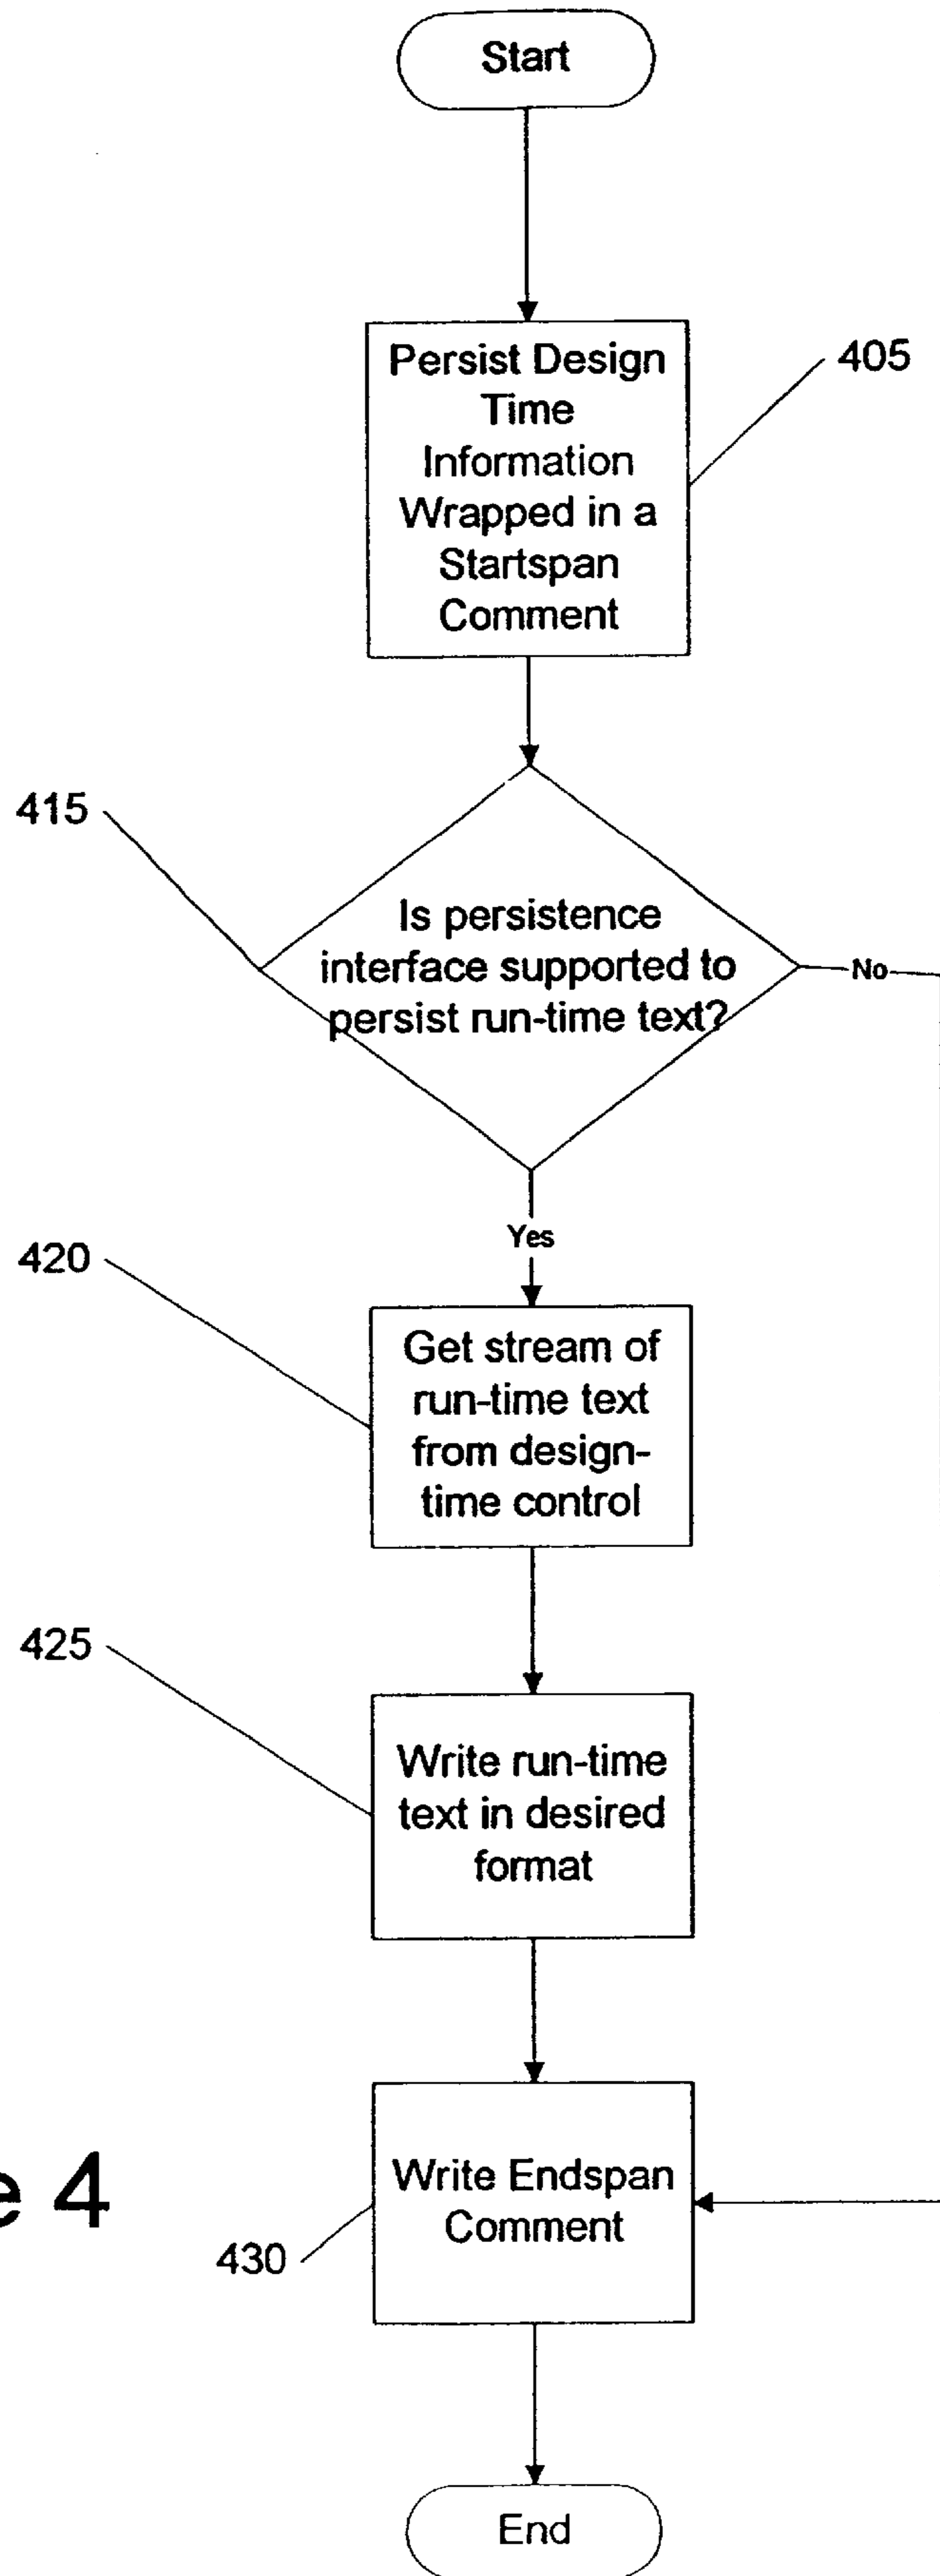 Start
Persist Design
Time
Information
Wrapped in a
Startspan
Comment
405
415
Is persistence
interface supported to
persist run-time text?
No
Yes
420
Get stream of
run-time text
from design-
time control
425
Write run-time
text in desired
format
e 4
Write Endspan
Comment
430
End